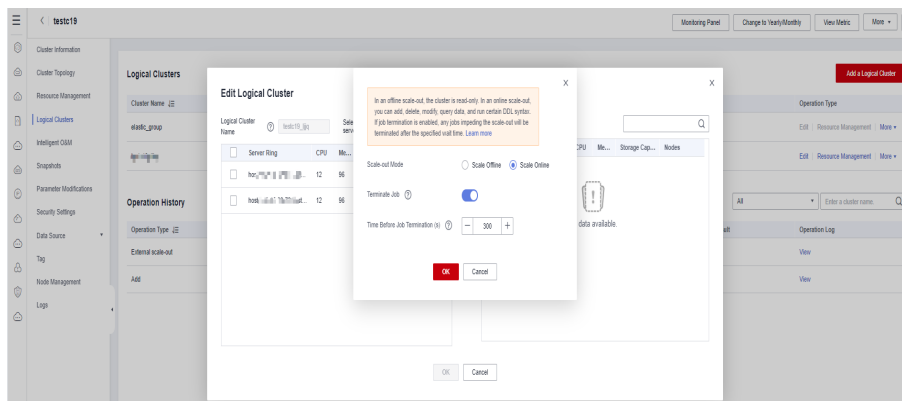 testc19
Monitoring Panel
Change to Yearly/Monthly
View Metric
More
Cluster Information
Cluster Topology
Resource Management
Logical Clusters
Intelligent O&M
Snapshots
Parameter Modifications
Security Settings
Data Source
Tag
Node Management
Logs
Logical Clusters
Add a Logical Cluster
Cluster Name
Operation Type
elastic_group
Edit | Resource Management | More
Edit | Resource Management | More
Operation History
All
Enter a cluster name.
Operation Type
Operation Log
External scale-out
View
Add
View
Edit Logical Cluster
X
Logical Cluster
Name
Server Ring CPU Me...
12 96
12 96
CPU Me... Storage Cap... Nodes
data available.
OK
Cancel
X
In an offline scale-out, the cluster is read-only. In an online scale-out,
you can add, delete, modify, query data, and run certain DDL syntax.
If job termination is enabled, any jobs impeding the scale-out will be
terminated after the specified wait time. Learn more
Scale-out Mode
Scale Offline
Scale Online
Terminate Job
Time Before Job Termination (s)
300
OK
Cancel